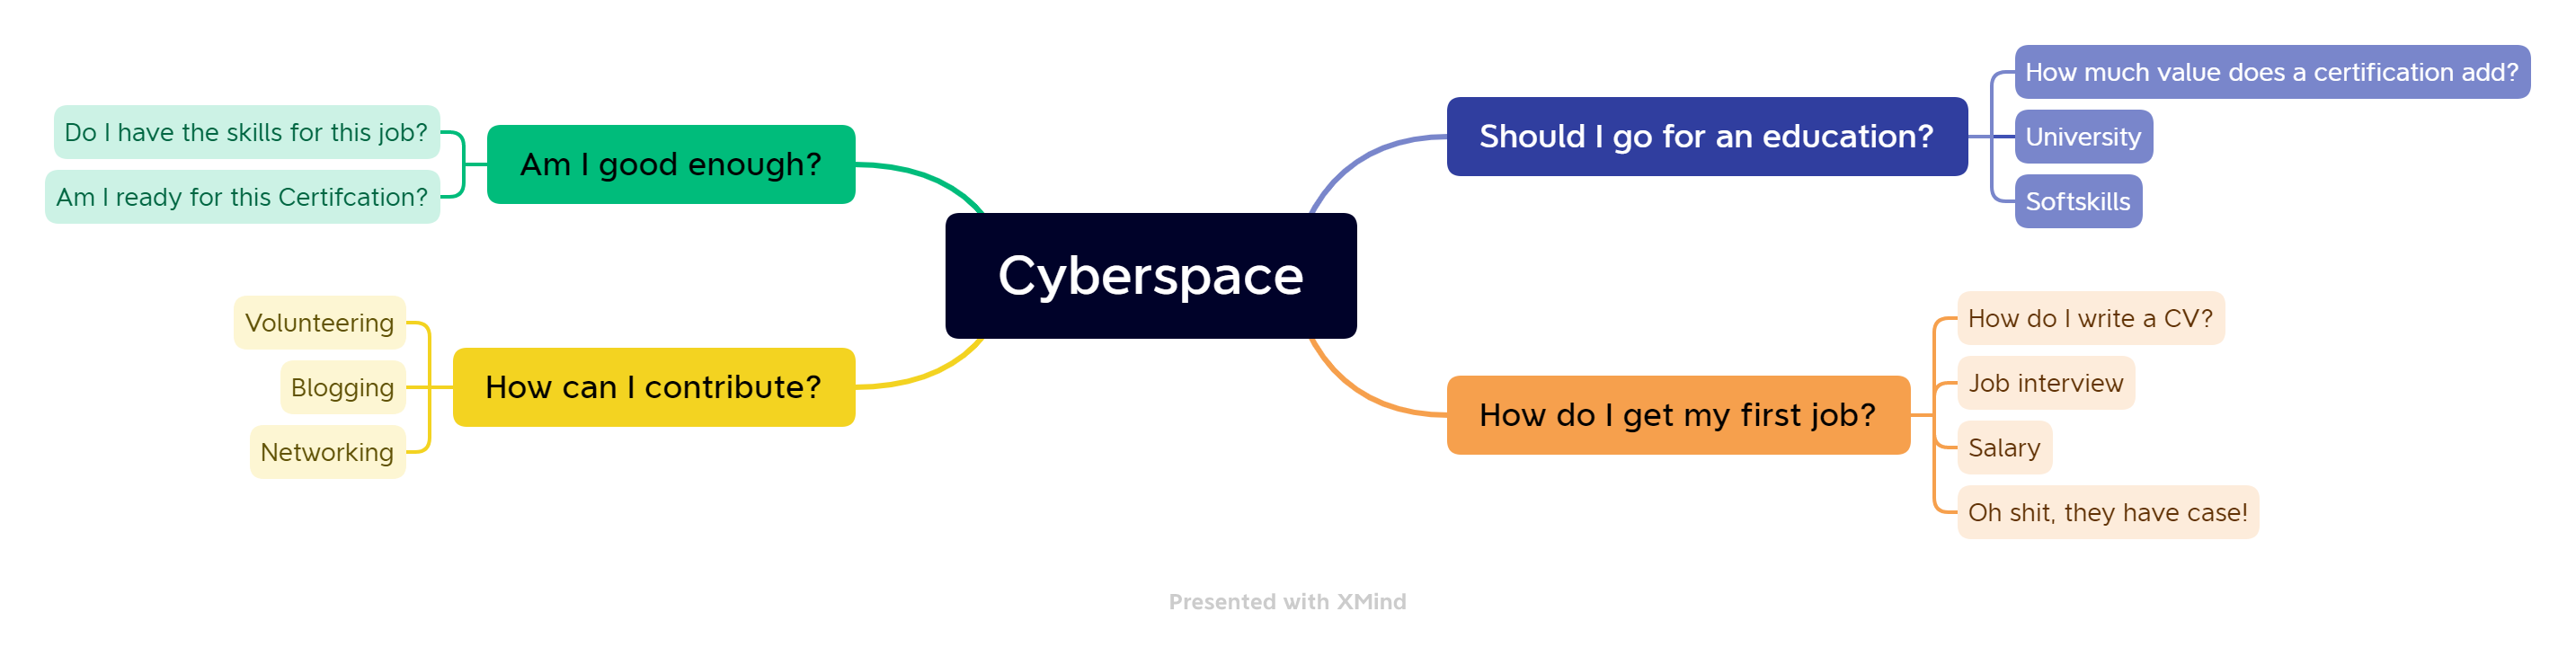 Cyberspace
Am I good enough?
Do I have the skills for this job?
Am I ready for this Certifcation?
How can I contribute?
Volunteering
Blogging
Networking
Should I go for an education?
How much value does a certification add?
University
Softskills
How do I get my first job?
How do I write a CV?
Job interview
Salary
Oh shit, they have case!
Presented with XMind